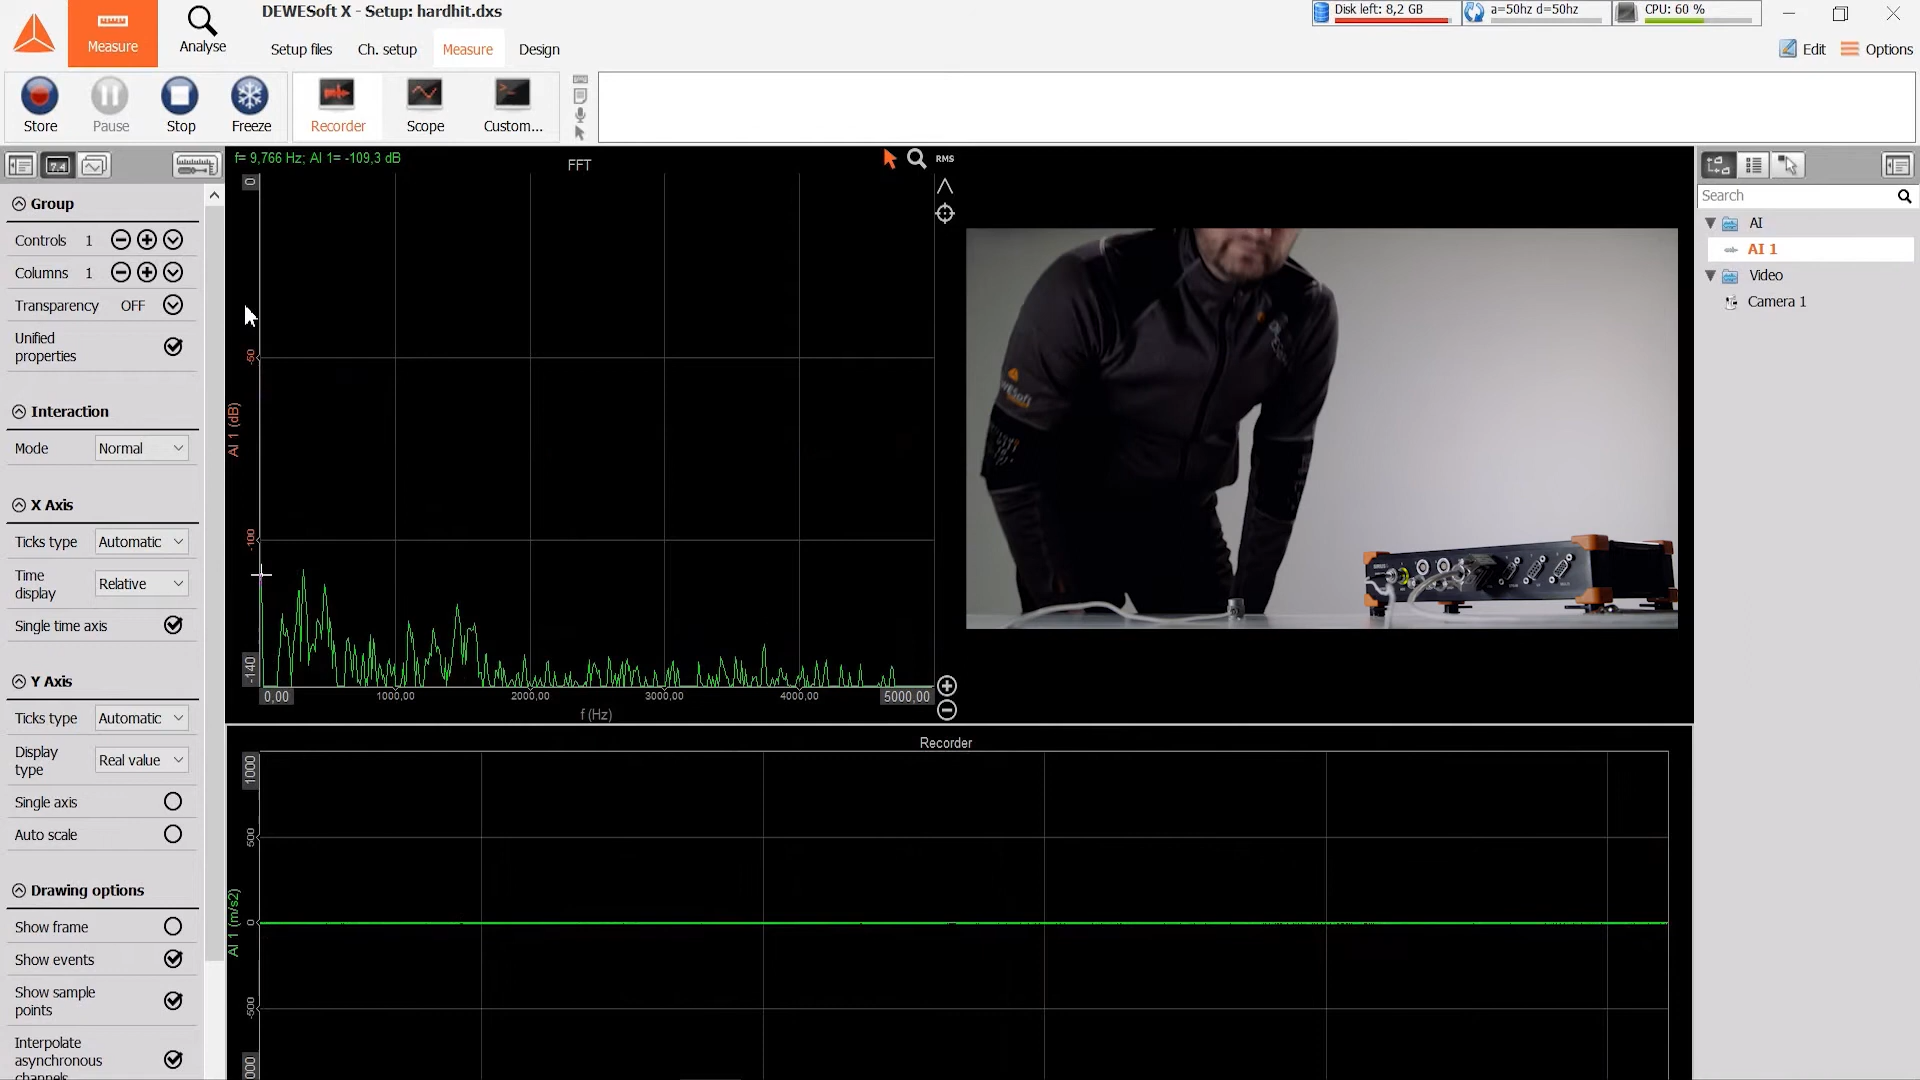 DEWESoft X - Setup: hardhit.dxs
Disk left: 8,2 GB
a=50hz d=50hz
CPU: 60 %
Measure
Analyse
Setup files
Ch. setup
Measure
Design
Edit
Options
Store
Pause
Stop
Freeze
Recorder
Scope
Custom...
7.4
f= 9,766 Hz; AI 1= -109,3 dB
FFT
RMS
Group
Controls 1
Columns 1
Transparency OFF
Unified
properties
Interaction
Mode Normal
X Axis
Ticks type Automatic
Time
display Relative
Single time axis
Y Axis
Ticks type Automatic
Display
type Real value
Single axis
Auto scale
Drawing options
Show frame
Show events
Show sample
points
Interpolate
asynchronous
channels
0
-50
-100
-140
AI 1 (dB)
0,00
1000,00
2000,00
3000,00
4000,00
5000,00
f (Hz)
Recorder
1000
500
0
-500
AI 1 (m/s2)
Search
AI
AI 1
Video
Camera 1